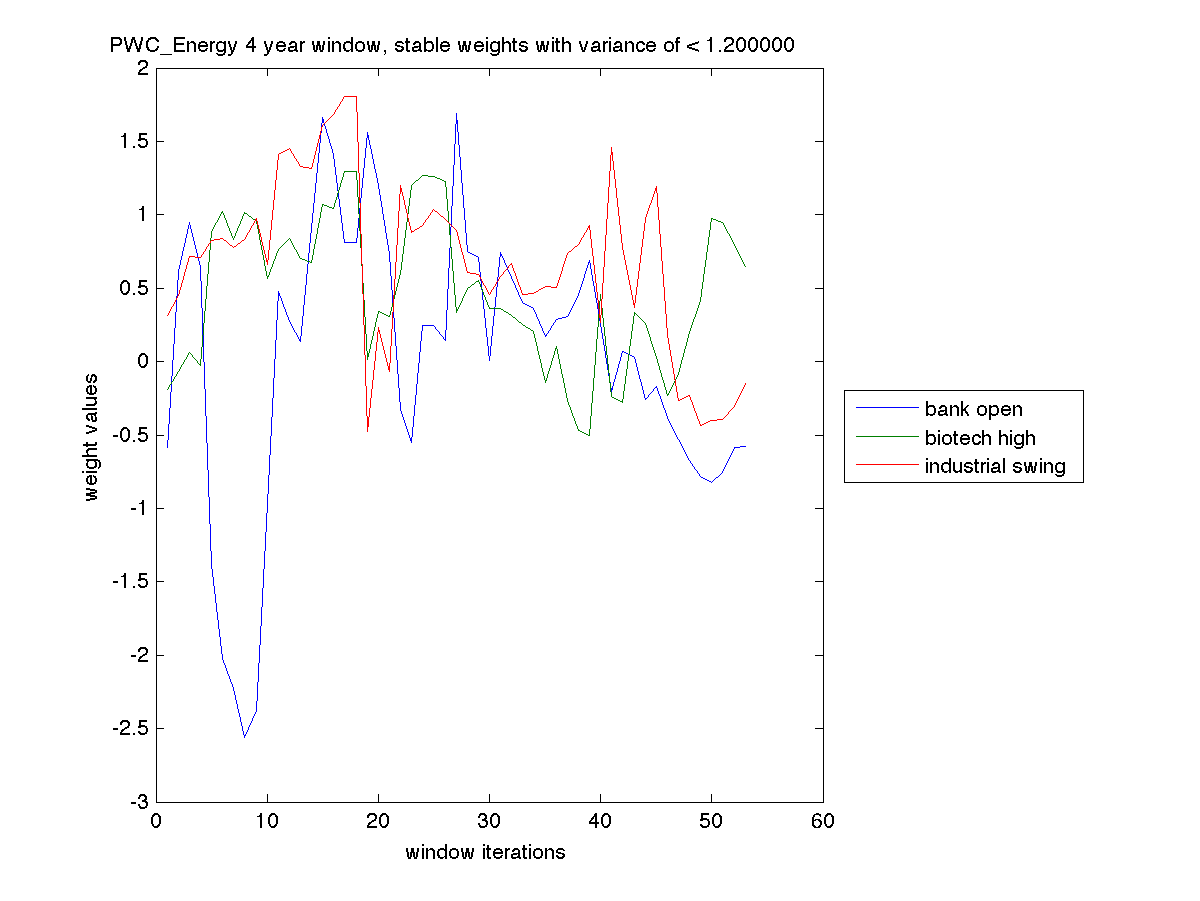 PWC_Energy 4 year window, stable weights with variance of < 1.200000
2
1.5
1
0.5
0
-0.5
-1
-1.5
-2
-2.5
-3
weight values
0 10 20 30 40 50 60
window iterations
bank open
biotech high
industrial swing